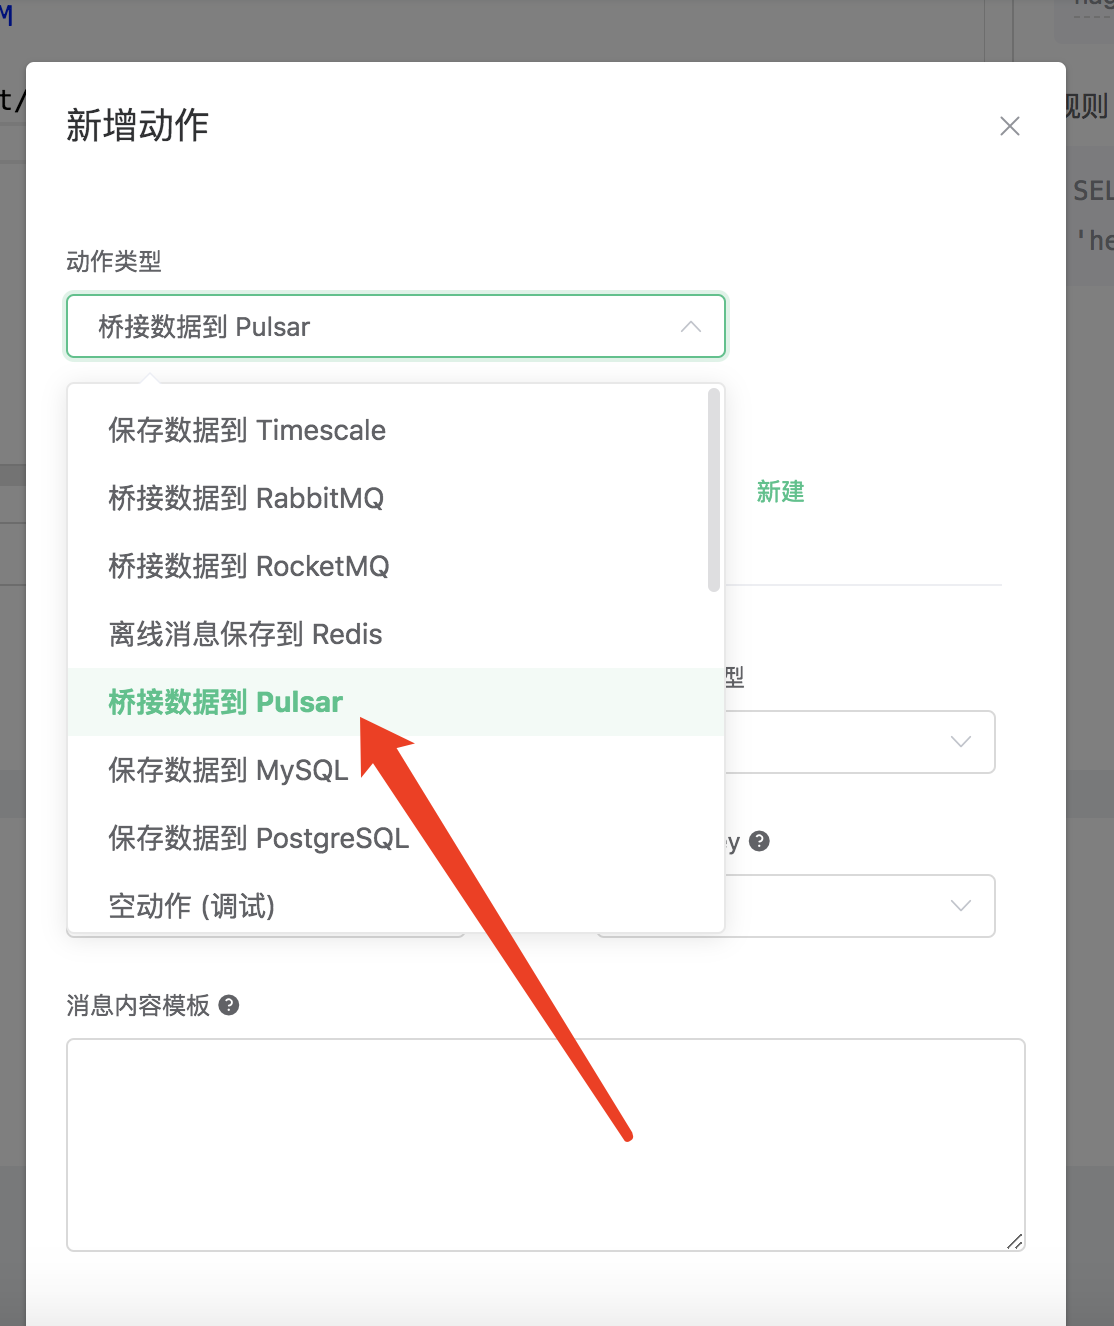 M
t/
新增动作
规则
SEL
'he
动作类型
桥接数据到 Pulsar
保存数据到 Timescale
桥接数据到 RabbitMQ
新建
桥接数据到 RocketMQ
离线消息保存到 Redis
型
桥接数据到 Pulsar
保存数据到 MySQL
保存数据到 PostgreSQL
y
空动作 (调试)
消息内容模板